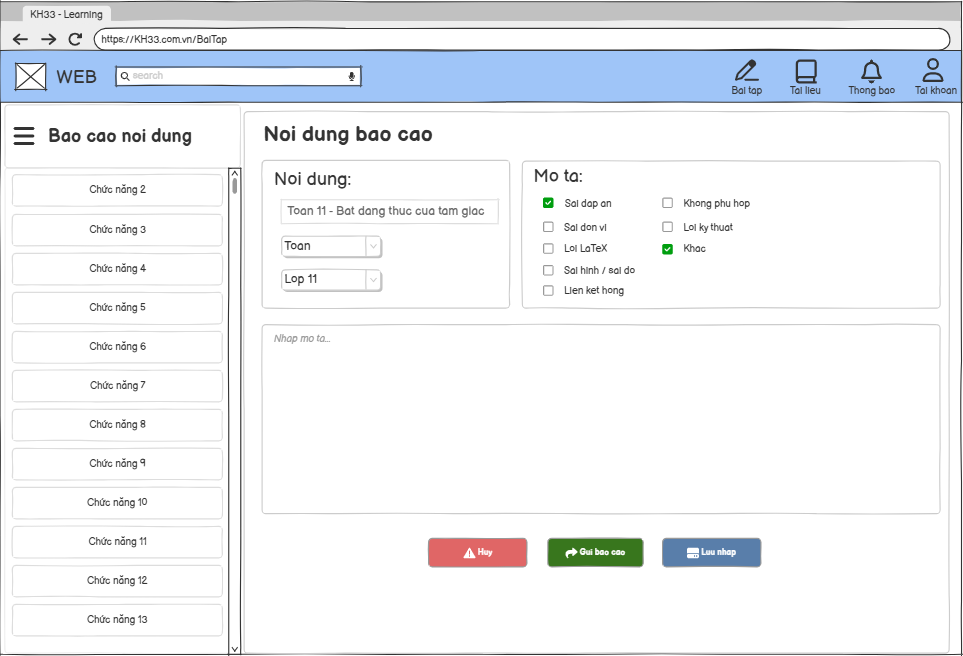 KH33 - Learning
https://KH33.com.vn/BaiTap
WEB
search
Bai tap
Tai lieu
Thong bao
Tai khoan
Bao cao noi dung
Chức năng 2
Chức năng 3
Chức năng 4
Chức năng 5
Chức năng 6
Chức năng 7
Chức năng 8
Chức năng 9
Chức năng 10
Chức năng 11
Chức năng 12
Chức năng 13
Noi dung bao cao
Noi dung:
Toan 11 - Bat dang thuc cua tam giac
Toan
Lop 11
Mo ta:
Sai dap an
Khong phu hop
Sai don vi
Loi ky thuat
Loi LaTeX
Khac
Sai hinh / sai do
Lien ket hong
Nhap mo ta...
Huy
Gui bao cao
Luu nhap